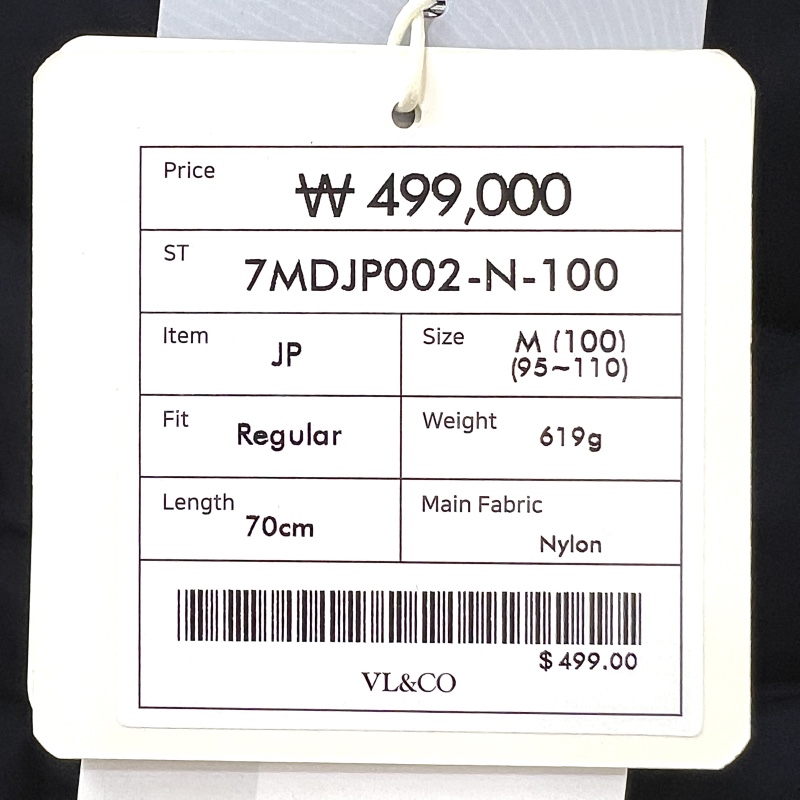 Price
₩ 499,000
ST
7MDJP002-N-100
Item
JP
Size
M (100)
(95~110)
Fit
Regular
Weight
619g
Length
70cm
Main Fabric
Nylon
$ 499.00
VL&CO